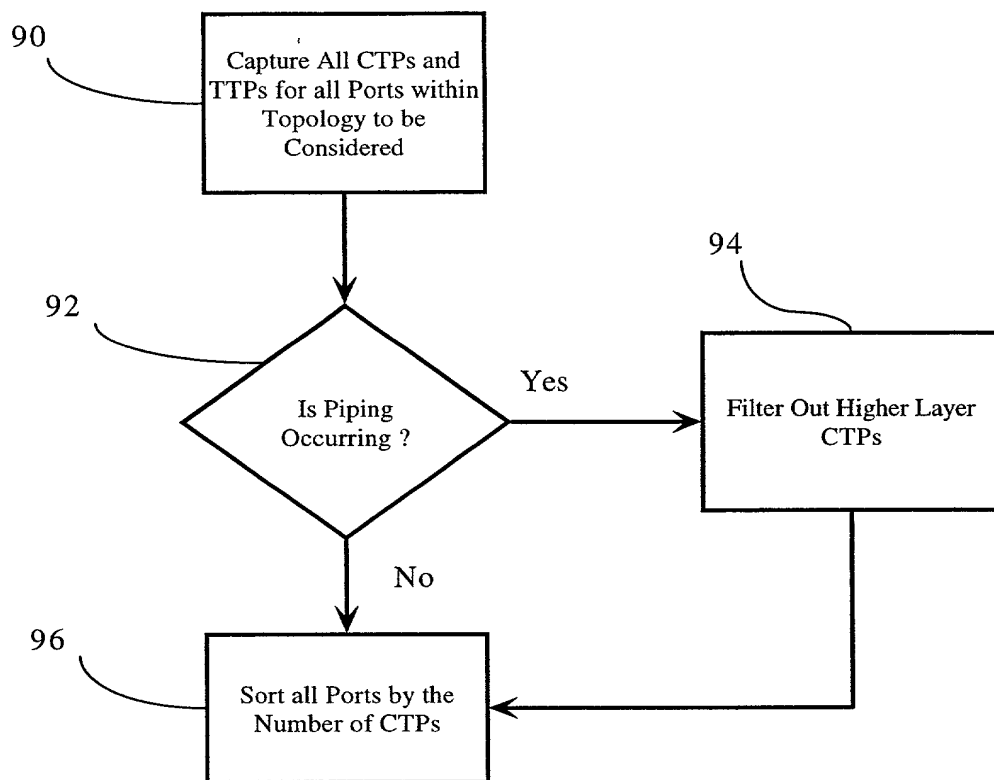 90
Capture All CTPs and
TTPs for all Ports within
Topology to be
Considered
92
Is Piping
Occurring ?
Yes
94
Filter Out Higher Layer
CTPs
No
96
Sort all Ports by the
Number of CTPs